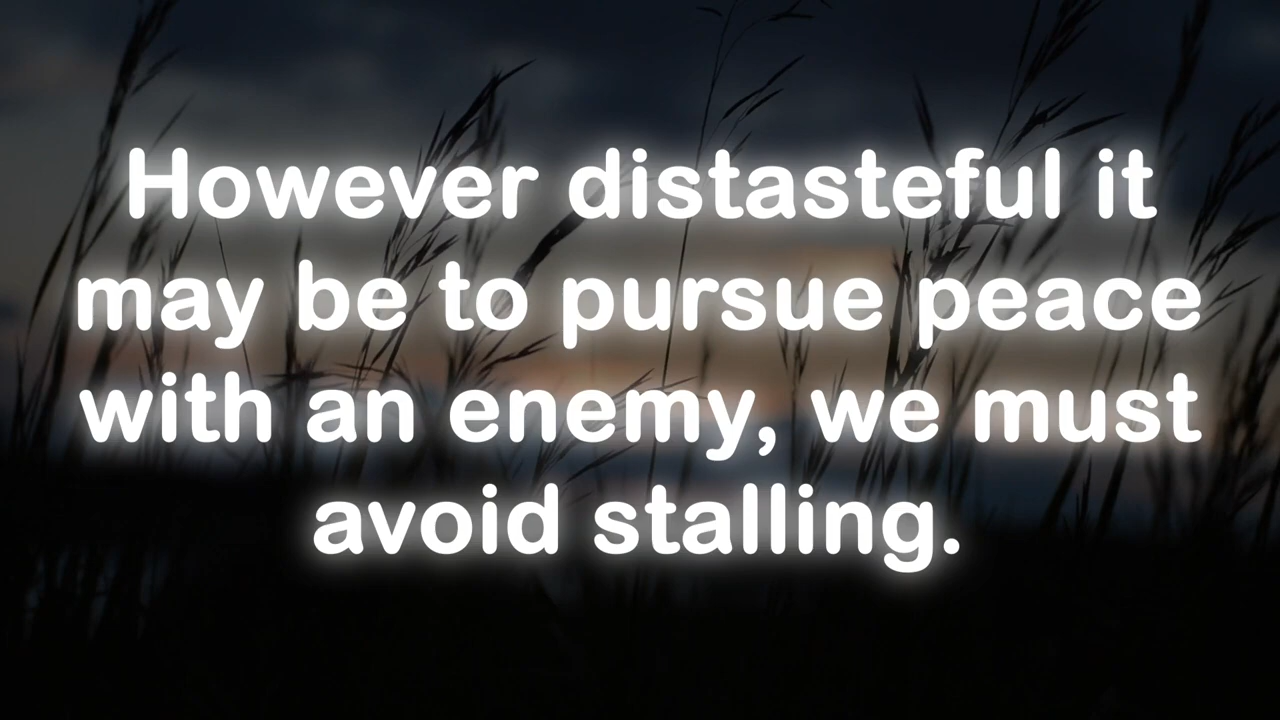 However distasteful it
may be to pursue peace
with an enemy, we must
avoid stalling.